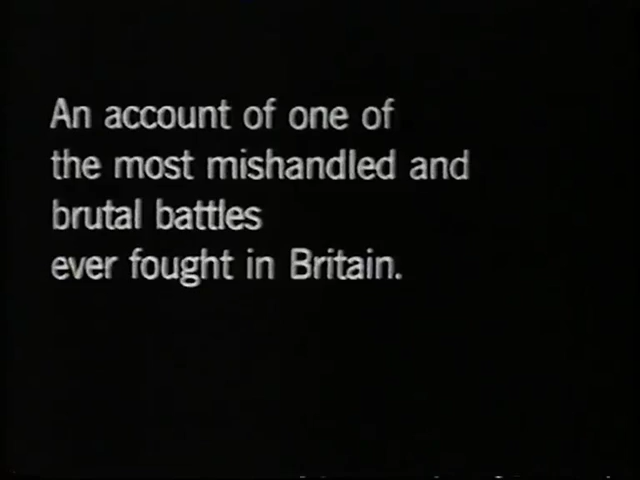 An account of one of
the most mishandled and
brutal battles
ever fought in Britain.